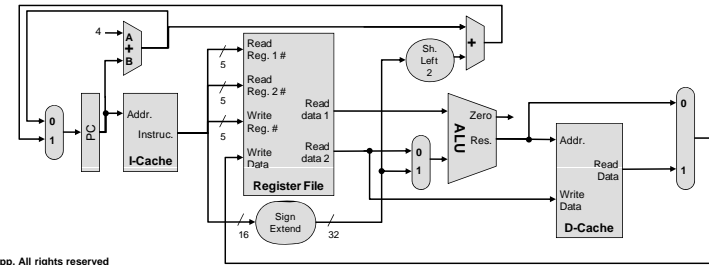 4
A
+
B
+
Sh.
Left
2
0
1
PC
Addr.
Instruc.
I-Cache
5
5
5
Read
Reg. 1 #
Read
Reg. 2 #
Write
Reg. #
Write
Data
Read
data 1
Read
data 2
Register File
16
Sign
Extend
32
0
1
ALU
Zero
Res.
Addr.
Read
Data
Write
Data
D-Cache
0
1
pp. All rights reserved